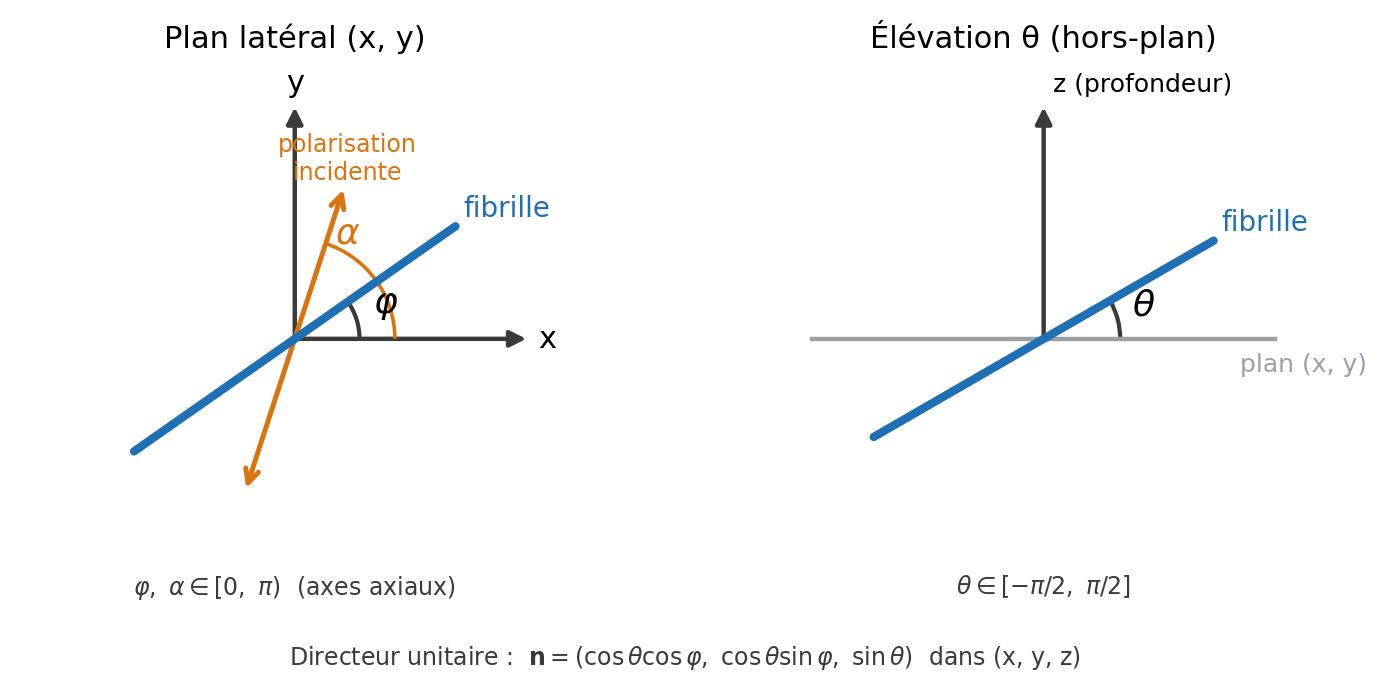 Plan latéral (x, y)
y
polarisation
incidente
fibrille
α
φ
x
φ, α ∈ [0, π) (axes axiaux)
Élévation θ (hors-plan)
z (profondeur)
fibrille
θ
plan (x, y)
θ ∈ [−π/2, π/2]
Directeur unitaire : n = (cos θ cos φ, cos θ sin φ, sin θ) dans (x, y, z)